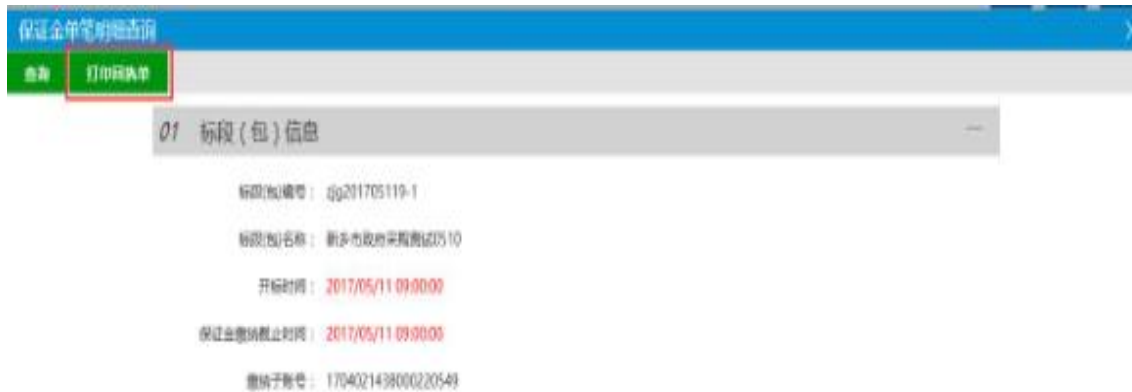 保证金单笔明细查询
查询 打印回执单
01 标段(包)信息
标段(包)编号: zjg201705119-1
标段(包)名称: 新乡市政府采购测试0510
开标时间: 2017/05/11 09:00:00
保证金缴纳截止时间: 2017/05/11 09:00:00
缴纳子账号: 1704021438000220549